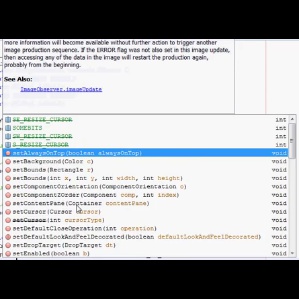 more information will become available without further action to trigger another
image production sequence. If the ERROR flag was not also set in this image update,
then accessing any of the data in the image will restart the production again,
probably from the beginning.
See Also:
ImageObserver.imageUpdate
SE_RESIZE_CURSOR int
SOMEBITS int
SW_RESIZE_CURSOR int
S_RESIZE_CURSOR int
setAlwaysOnTop(boolean alwaysOnTop) void
setBackground(Color c) void
setBounds(Rectangle r) void
setBounds(int x, int y, int width, int height) void
setComponentOrientation(ComponentOrientation o) void
setComponentZOrder(Component comp, int index) void
setContentPane(Container contentPane) void
setCursor(Cursor cursor) void
setCursor(int cursorType) void
setDefaultCloseOperation(int operation) void
setDefaultLookAndFeelDecorated(boolean defaultLookAndFeelDecorated) void
setDropTarget(DropTarget dt) void
setEnabled(boolean b) void